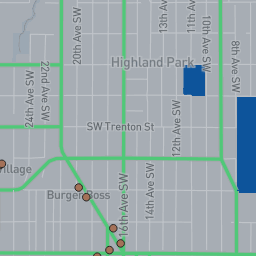 20th Ave SW
13th Ave
11th Ave
10th Ave SW
8th Ave SW
Highland Park
22nd Ave SW
24th Ave SW
SW Trenton St
12th Ave SW
Village
Burger Boss
16th Ave SW
14th Ave SW